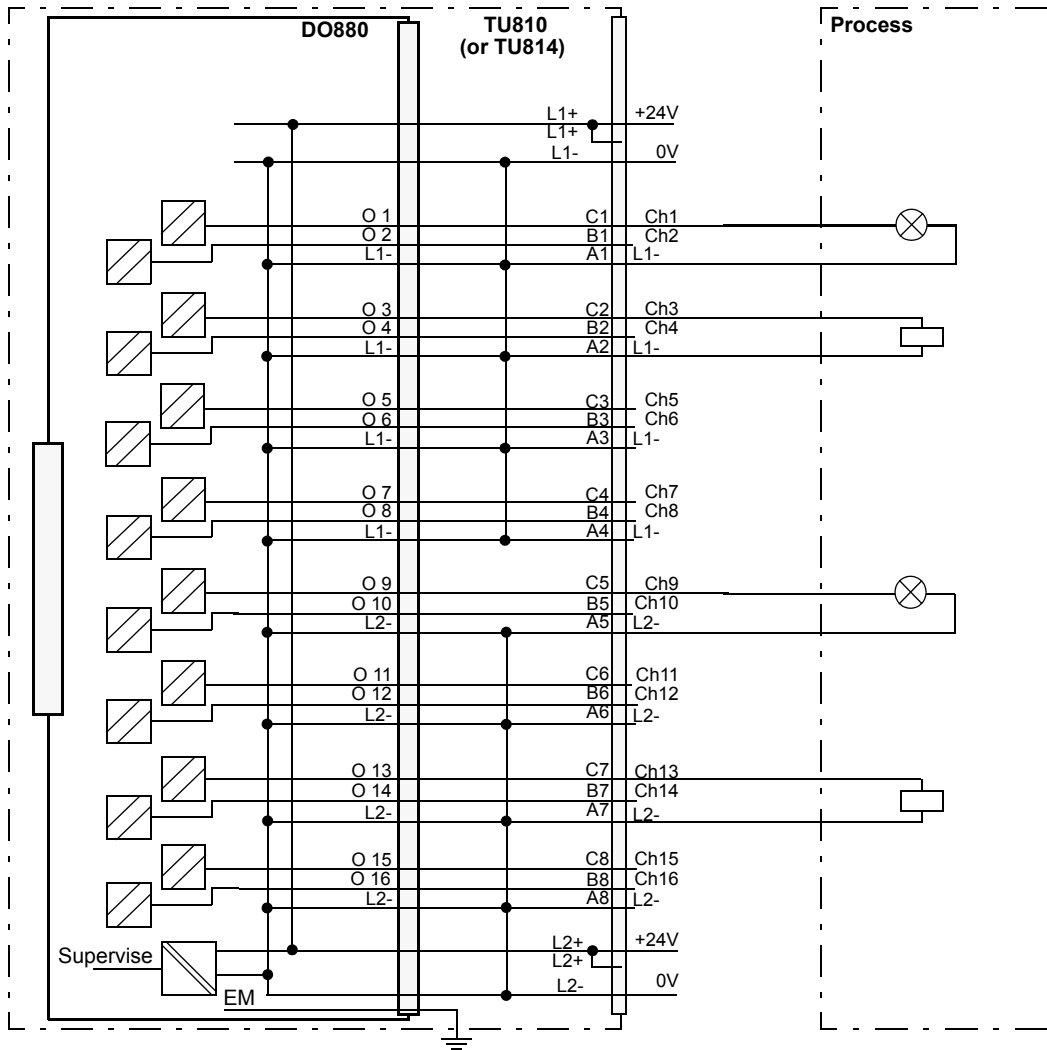 DO880
TU810
(or TU814)
Process
L1+ +24V
L1+
L1- 0V
O 1 C1 Ch1
O 2 B1 Ch2
L1- A1 L1-
O 3 C2 Ch3
O 4 B2 Ch4
L1- A2 L1-
O 5 C3 Ch5
O 6 B3 Ch6
L1- A3 L1-
O 7 C4 Ch7
O 8 B4 Ch8
L1- A4 L1-
O 9 C5 Ch9
O 10 B5 Ch10
L2- A5 L2-
O 11 C6 Ch11
O 12 B6 Ch12
L2- A6 L2-
O 13 C7 Ch13
O 14 B7 Ch14
L2- A7 L2-
O 15 C8 Ch15
O 16 B8 Ch16
L2- A8 L2-
L2+ +24V
Supervise L2+
L2- 0V
EM